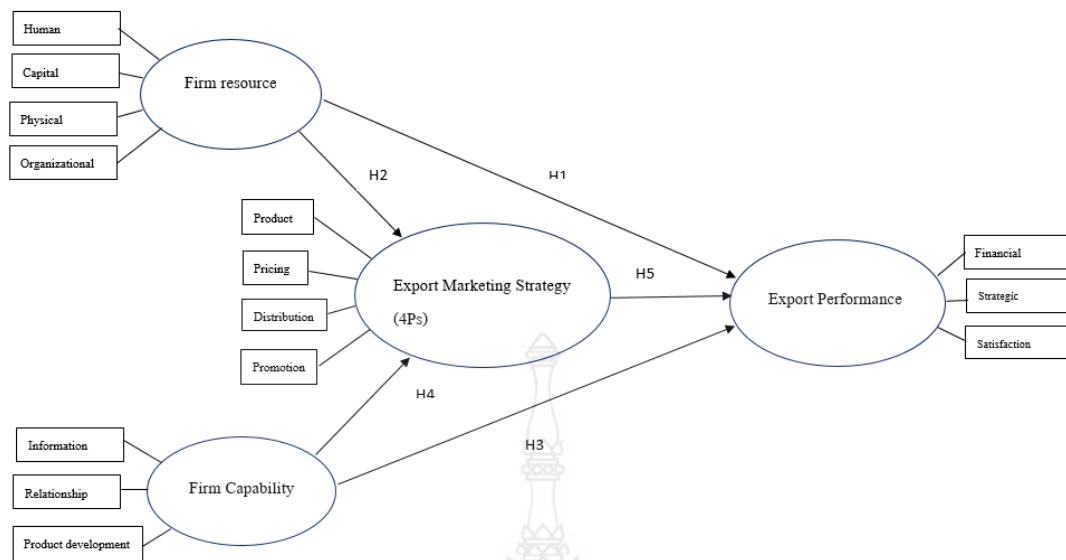 Human
Capital
Physical
Organizational
Firm resource
H1
H2
Product
Pricing
Distribution
Promotion
Export Marketing Strategy
(4Ps)
H5
Export Performance
Financial
Strategic
Satisfaction
H4
H3
Information
Relationship
Product development
Firm Capability